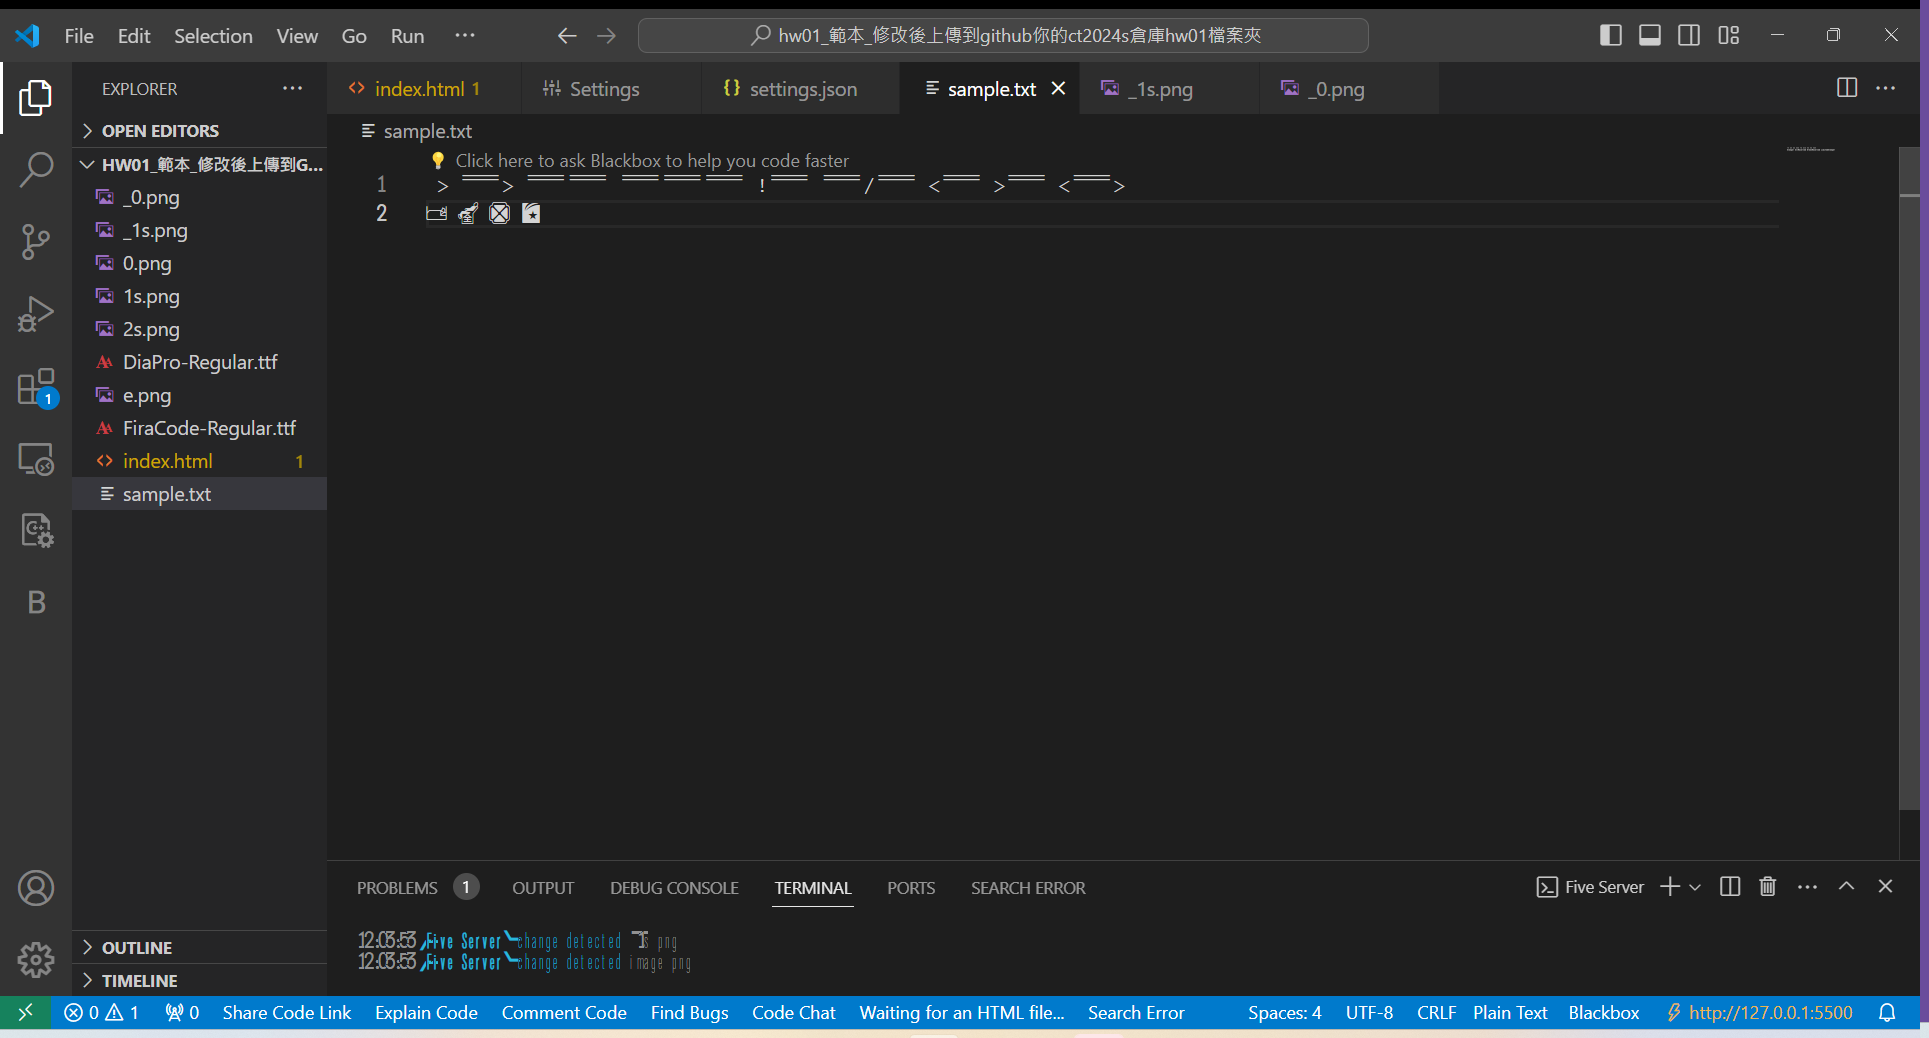 File Edit Selection View Go Run ···
hw01_範本_修改後上傳到github你的ct2024s倉庫hw01檔案夾
EXPLORER
index.html 1
Settings
settings.json
sample.txt
_1s.png
_0.png
OPEN EDITORS
HW01_範本_修改後上傳到G...
_0.png
_1s.png
0.png
1s.png
2s.png
DiaPro-Regular.ttf
e.png
FiraCode-Regular.ttf
index.html 1
sample.txt
OUTLINE
TIMELINE
1
B
sample.txt
Click here to ask Blackbox to help you code faster
1
2
PROBLEMS 1 OUTPUT DEBUG CONSOLE TERMINAL PORTS SEARCH ERROR
Five Server
12:03:53 Five Server change detected
12:03:53 Five Server change detected image png
0 1 0 Share Code Link Explain Code Comment Code Find Bugs Code Chat Waiting for an HTML file... Search Error Spaces: 4 UTF-8 CRLF Plain Text Blackbox http://127.0.0.1:5500